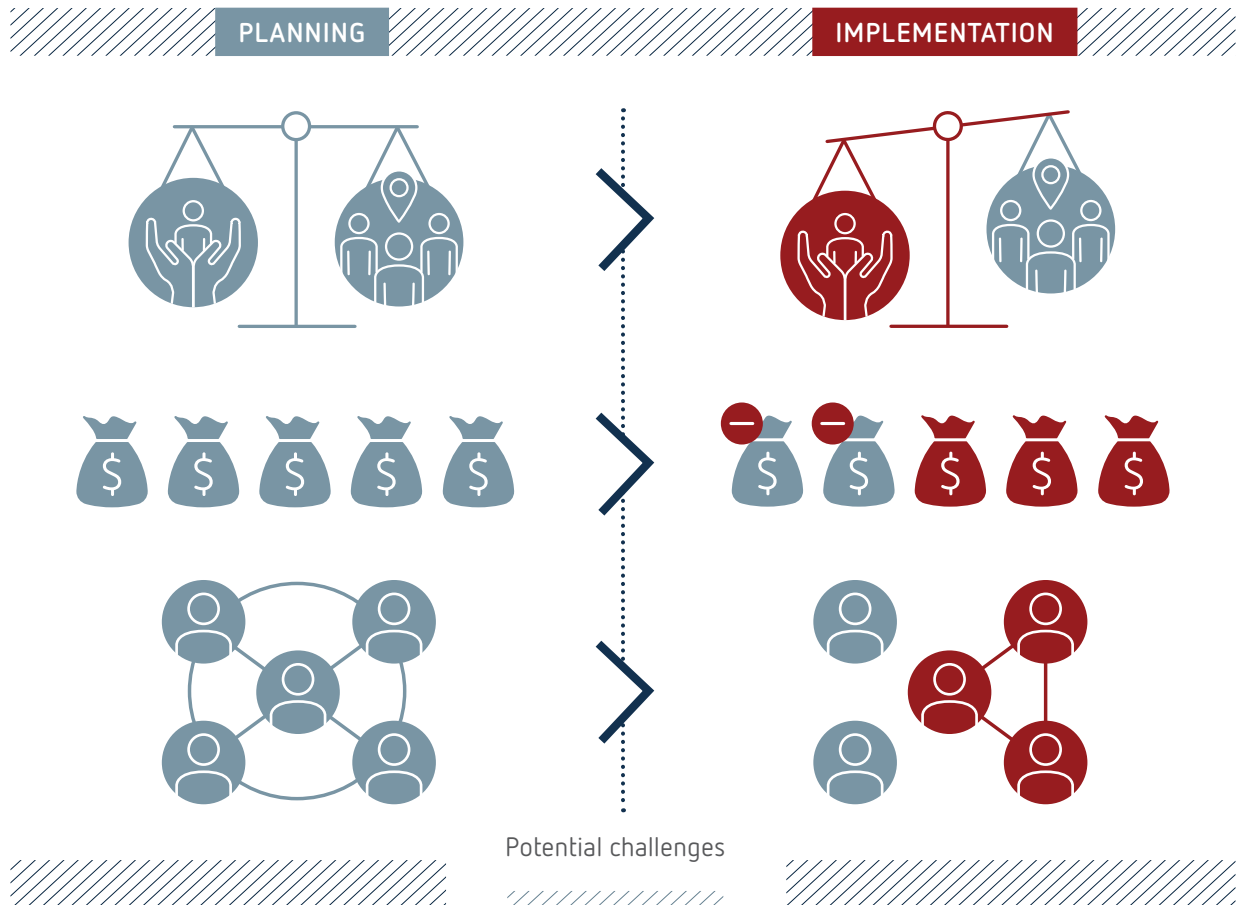 PLANNING
IMPLEMENTATION
$ $ $ $ $
$ $ $ $ $
Potential challenges